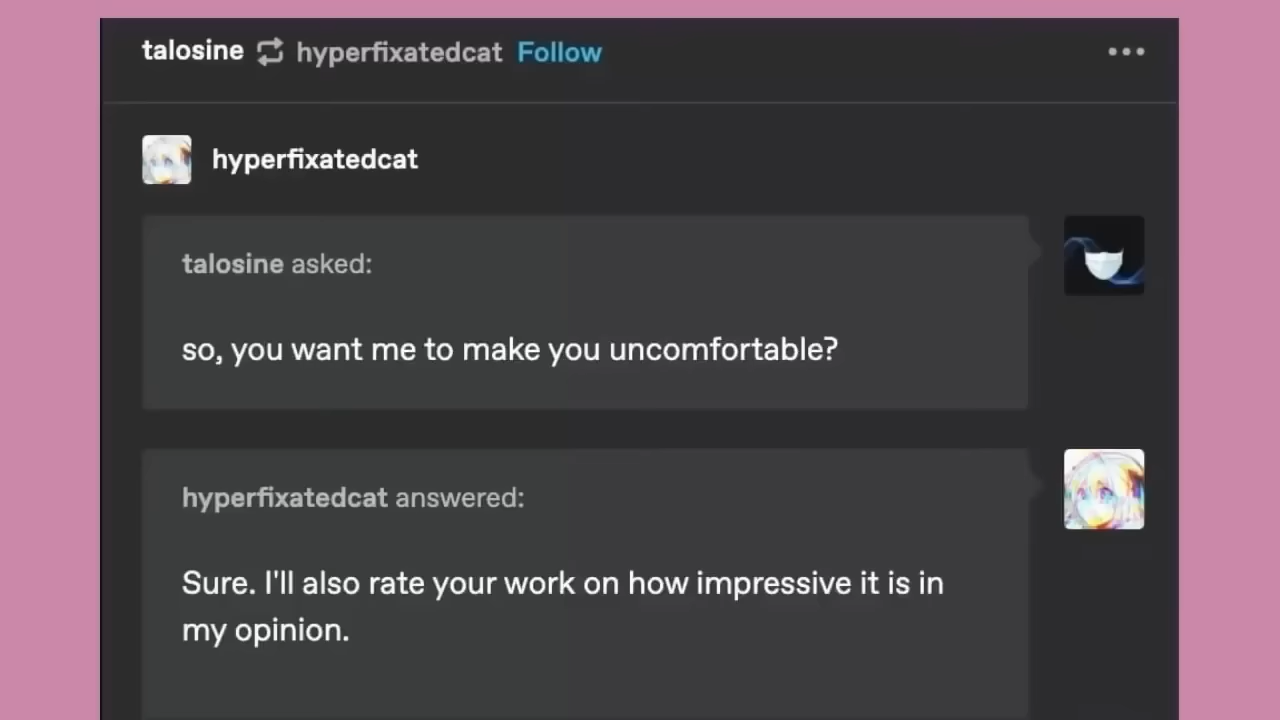 talosine hyperfixatedcat Follow
hyperfixatedcat
talosine asked:
so, you want me to make you uncomfortable?
hyperfixatedcat answered:
Sure. I'll also rate your work on how impressive it is in
my opinion.